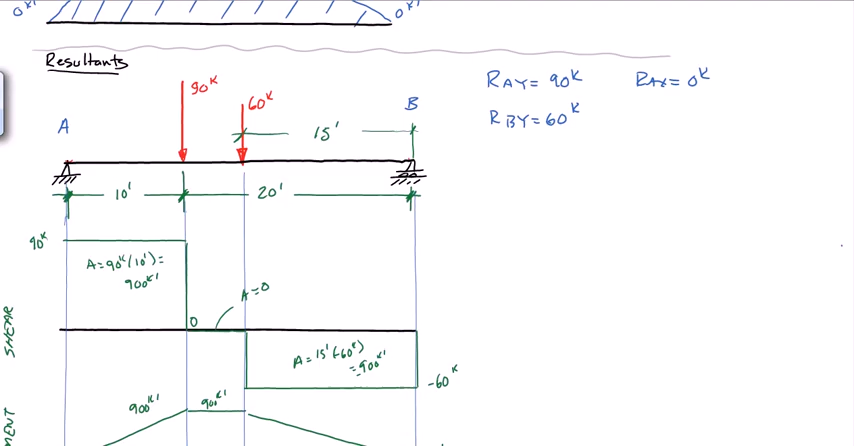 0K'
0K'
Resultants
90K
60K
RAY = 90K
RAX = 0K
RBY = 60K
A
B
15'
10'
20'
90K
A = 90K(10') =
900K'
0
A = 0
A = 15'(-60K)
= -900K'
-60K
900K'
900K'
SHEAR
MENT